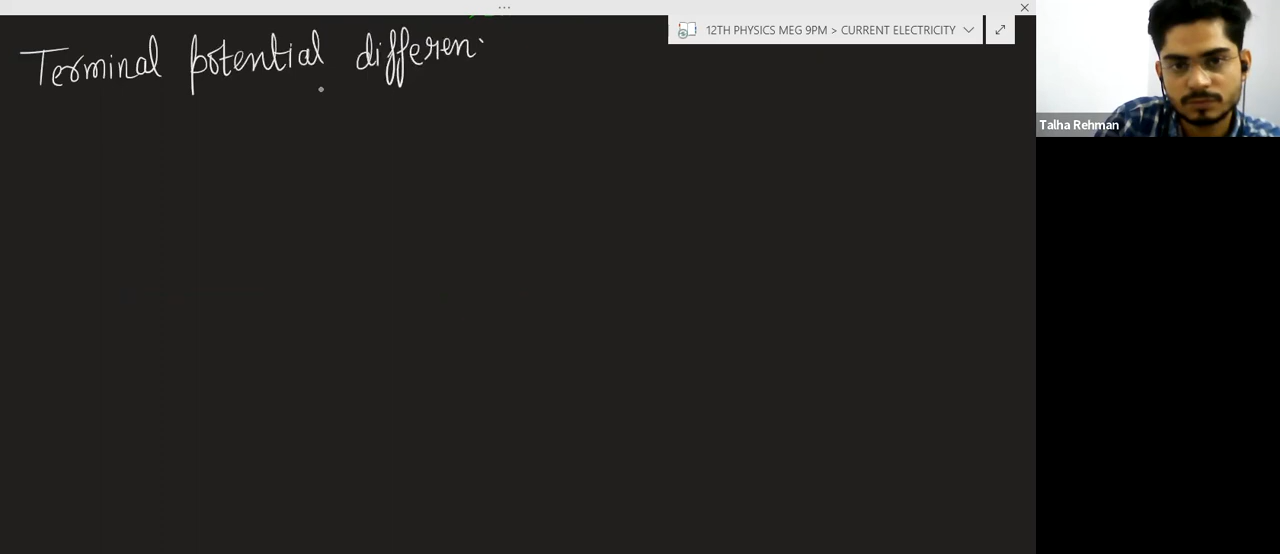 12TH PHYSICS MEG 9PM > CURRENT ELECTRICITY
Terminal potential differen
Talha Rehman